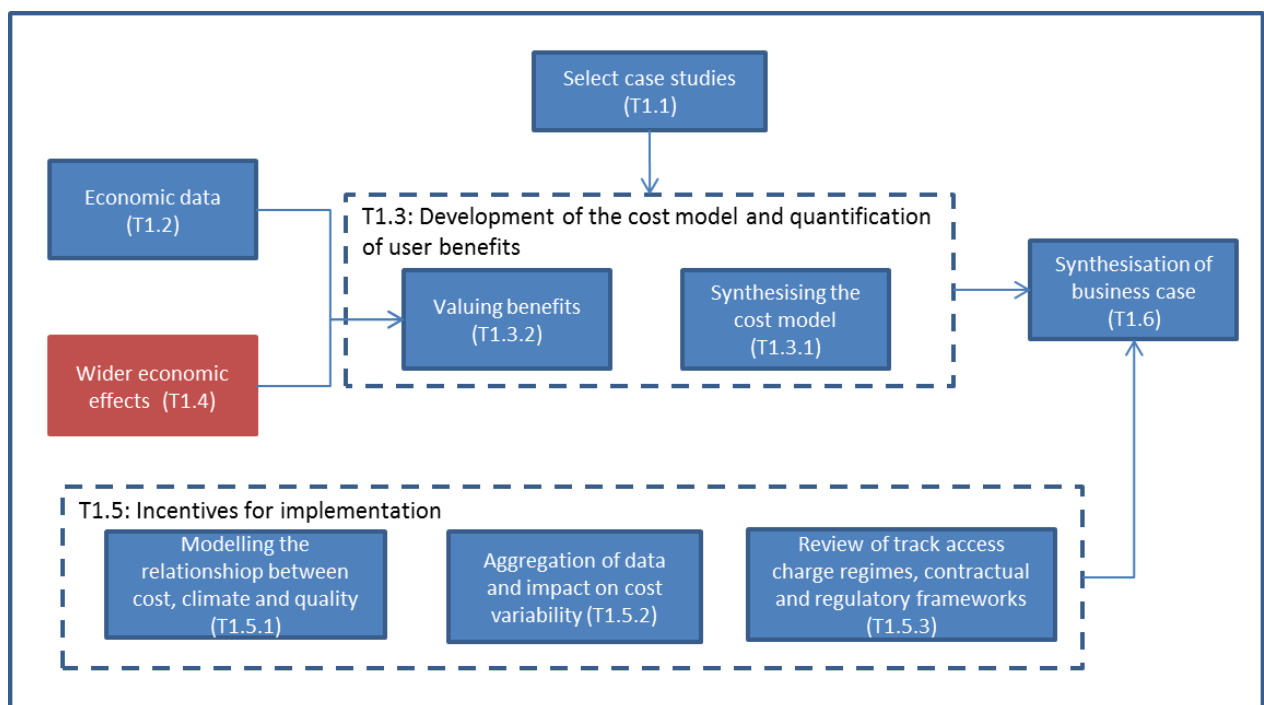 Select case studies
(T1.1)
Economic data
(T1.2)
T1.3: Development of the cost model and quantification
of user benefits
Valuing benefits
(T1.3.2)
Synthesising the
cost model
(T1.3.1)
Synthesisation of
business case
(T1.6)
Wider economic
effects (T1.4)
T1.5: Incentives for implementation
Modelling the
relationshiop between
cost, climate and quality
(T1.5.1)
Aggregation of data
and impact on cost
variability (T1.5.2)
Review of track access
charge regimes, contractual
and regulatory frameworks
(T1.5.3)